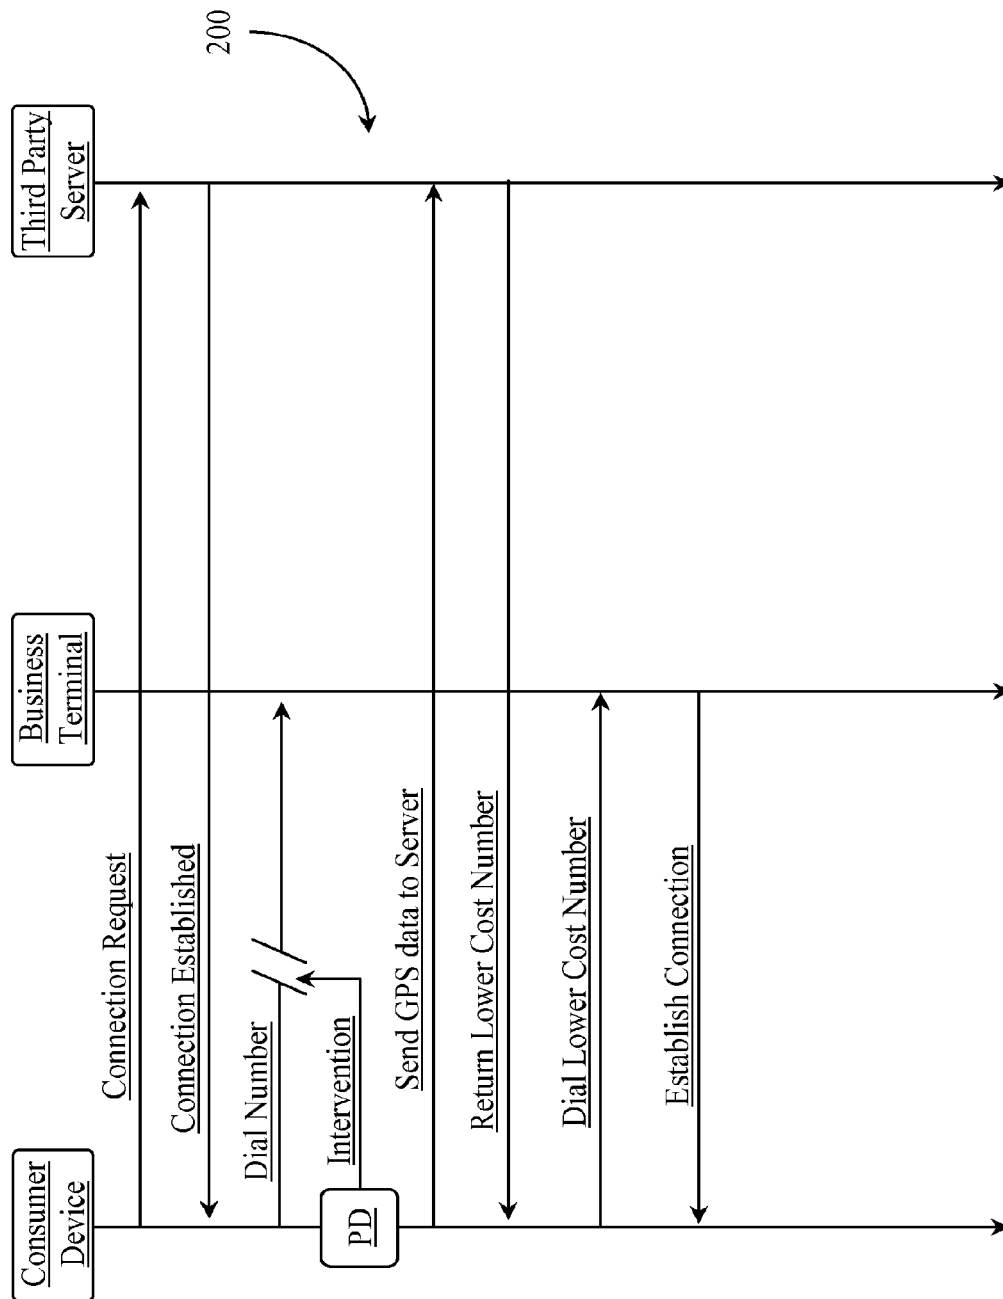 Consumer
Device
Business
Terminal
Third Party
Server
200
Connection Request
Connection Established
Dial Number
Intervention
PD
Send GPS data to Server
Return Lower Cost Number
Dial Lower Cost Number
Establish Connection